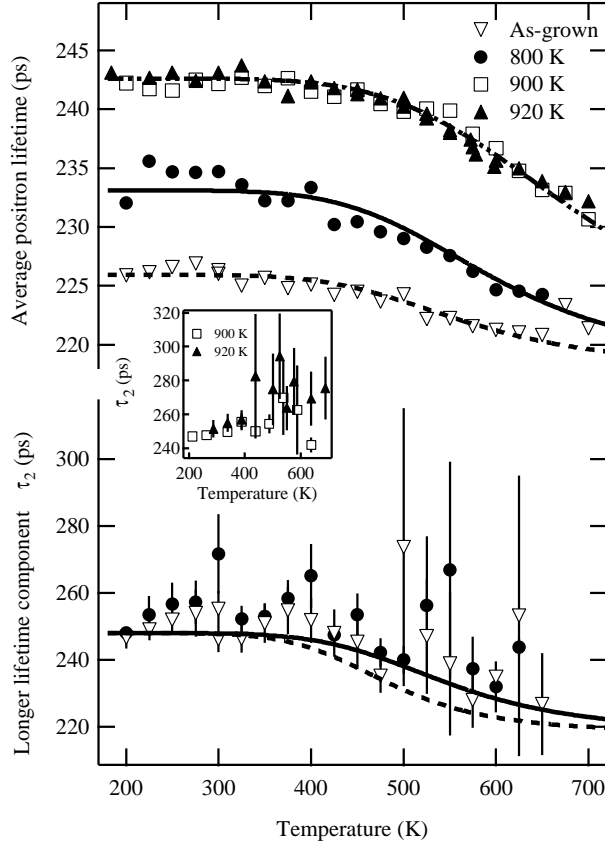 As-grown
800 K
900 K
920 K
Average positron lifetime (ps)
245
240
235
230
225
220
τ2 (ps)
320
300
280
260
240
900 K
920 K
200 300 400 500 600
Temperature (K)
Longer lifetime component τ2 (ps)
300
280
260
240
220
200 300 400 500 600 700
Temperature (K)